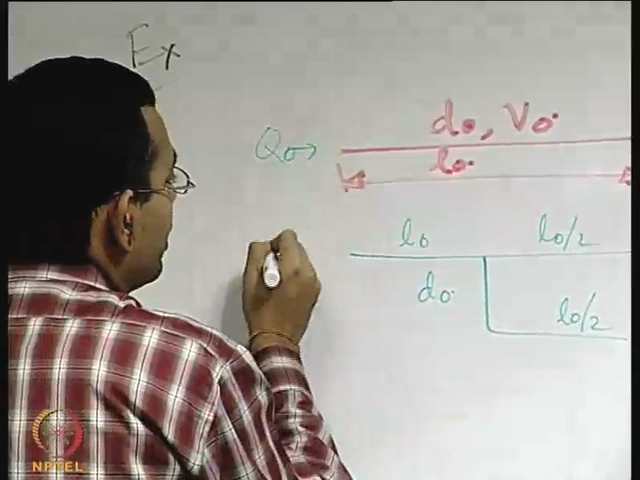 Ex
d₀, V₀
Q₀→
l₀
l₀ l₀/2
d₀
l₀/2
NPTEL